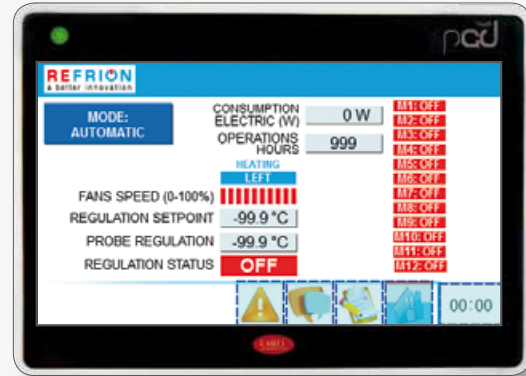 pGD
REFRION
a better innovation
MODE:
AUTOMATIC
CONSUMPTION
ELECTRIC (W)
0 W
OPERATIONS
HOURS
999
HEATING
LEFT
FANS SPEED (0-100%)
REGULATION SETPOINT
-99.9 °C
PROBE REGULATION
-99.9 °C
REGULATION STATUS
OFF
M1: OFF
M2: OFF
M3: OFF
M4: OFF
M5: OFF
M6: OFF
M7: OFF
M8: OFF
M9: OFF
M10: OFF
M11: OFF
M12: OFF
00:00
CAREL